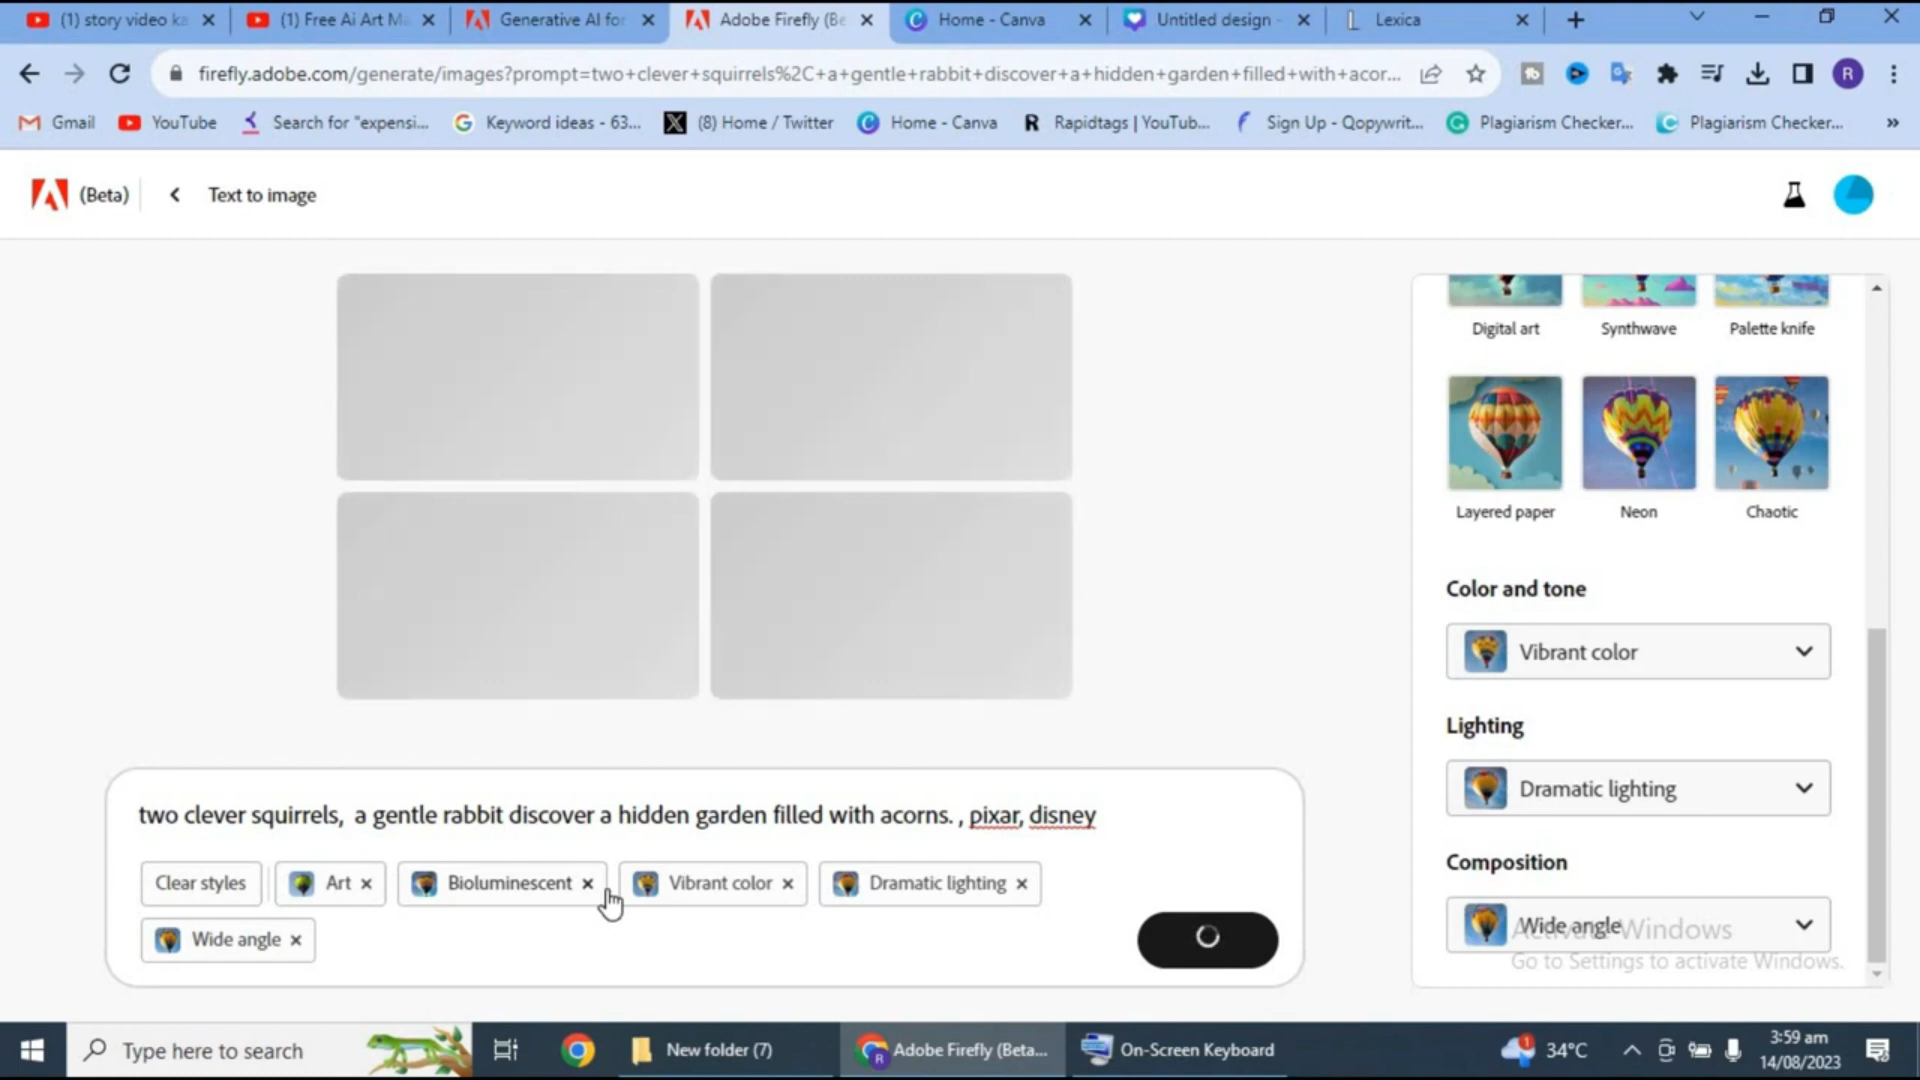 (1) story video ka
(1) Free Ai Art Ma
Generative AI for
Adobe Firefly (Be
Home - Canva
Untitled design -
Lexica
firefly.adobe.com/generate/images?prompt=two+clever+squirrels%2C+a+gentle+rabbit+discover+a+hidden+garden+filled+with+acor...
R
Gmail
YouTube
Search for "expensi...
Keyword ideas - 63...
(8) Home / Twitter
Home - Canva
Rapidtags | YouTub...
Sign Up - Qopywrit...
Plagiarism Checker...
Plagiarism Checker...
»
(Beta)
Text to image
Digital art
Synthwave
Palette knife
Layered paper
Neon
Chaotic
Color and tone
Vibrant color
Lighting
Dramatic lighting
Composition
Wide angle
Activate Windows
Go to Settings to activate Windows.
two clever squirrels,  a gentle rabbit discover a hidden garden filled with acorns. , pixar, disney
Clear styles
Art
Bioluminescent
Vibrant color
Dramatic lighting
Wide angle
Type here to search
New folder (7)
Adobe Firefly (Beta...
On-Screen Keyboard
1
34°C
3:59 am
14/08/2023